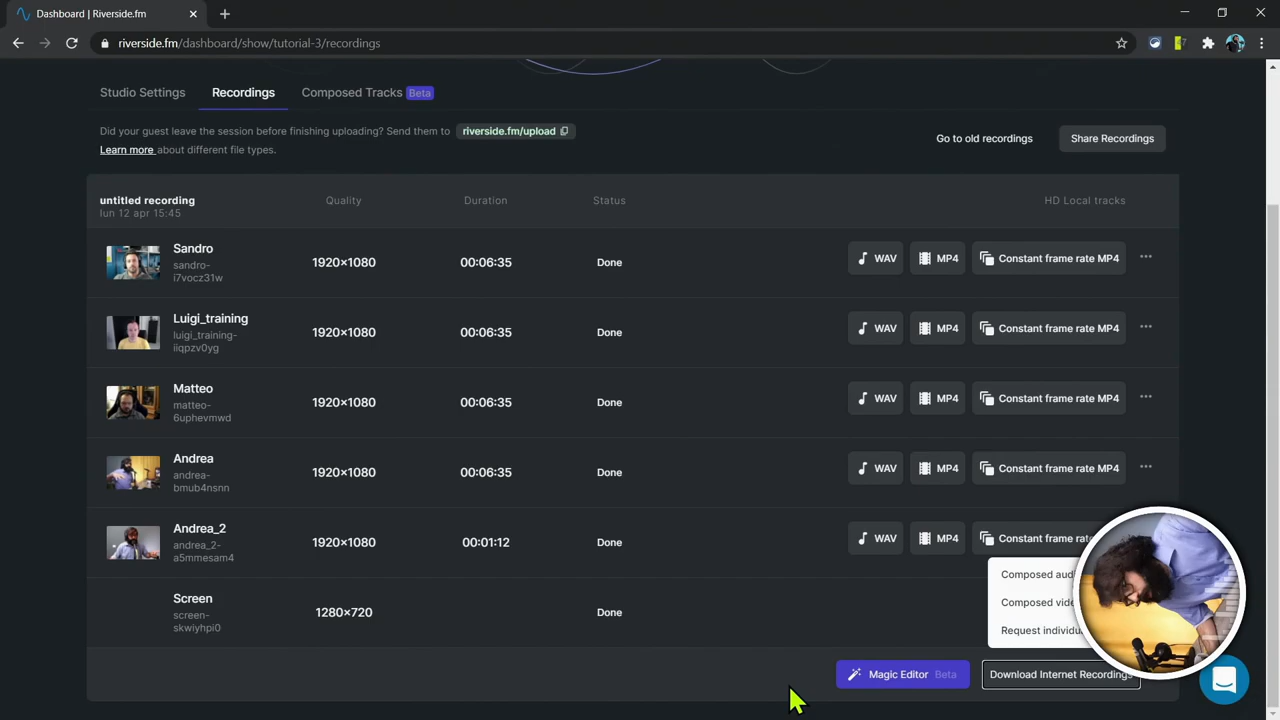 Dashboard | Riverside.fm
riverside.fm/dashboard/show/tutorial-3/recordings
Studio Settings Recordings Composed Tracks Beta
Did your guest leave the session before finishing uploading? Send them to riverside.fm/upload
Learn more about different file types.
Go to old recordings Share Recordings
untitled recording Quality Duration Status HD Local tracks
lun 12 apr 15:45
Sandro
sandro-
i7vocz31w
1920×1080 00:06:35 Done WAV MP4 Constant frame rate MP4
Luigi_training
luigi_training-
iiqpzv0yg
1920×1080 00:06:35 Done WAV MP4 Constant frame rate MP4
Matteo
matteo-
6uphevmwd
1920×1080 00:06:35 Done WAV MP4 Constant frame rate MP4
Andrea
andrea-
bmub4nsnn
1920×1080 00:06:35 Done WAV MP4 Constant frame rate MP4
Andrea_2
andrea_2-
a5mmesam4
1920×1080 00:01:12 Done WAV MP4 Constant frame
Composed
Composed
Request
Screen
screen-
skwiyhpi0
1280×720 Done
Magic Editor Beta Download Internet Recordings